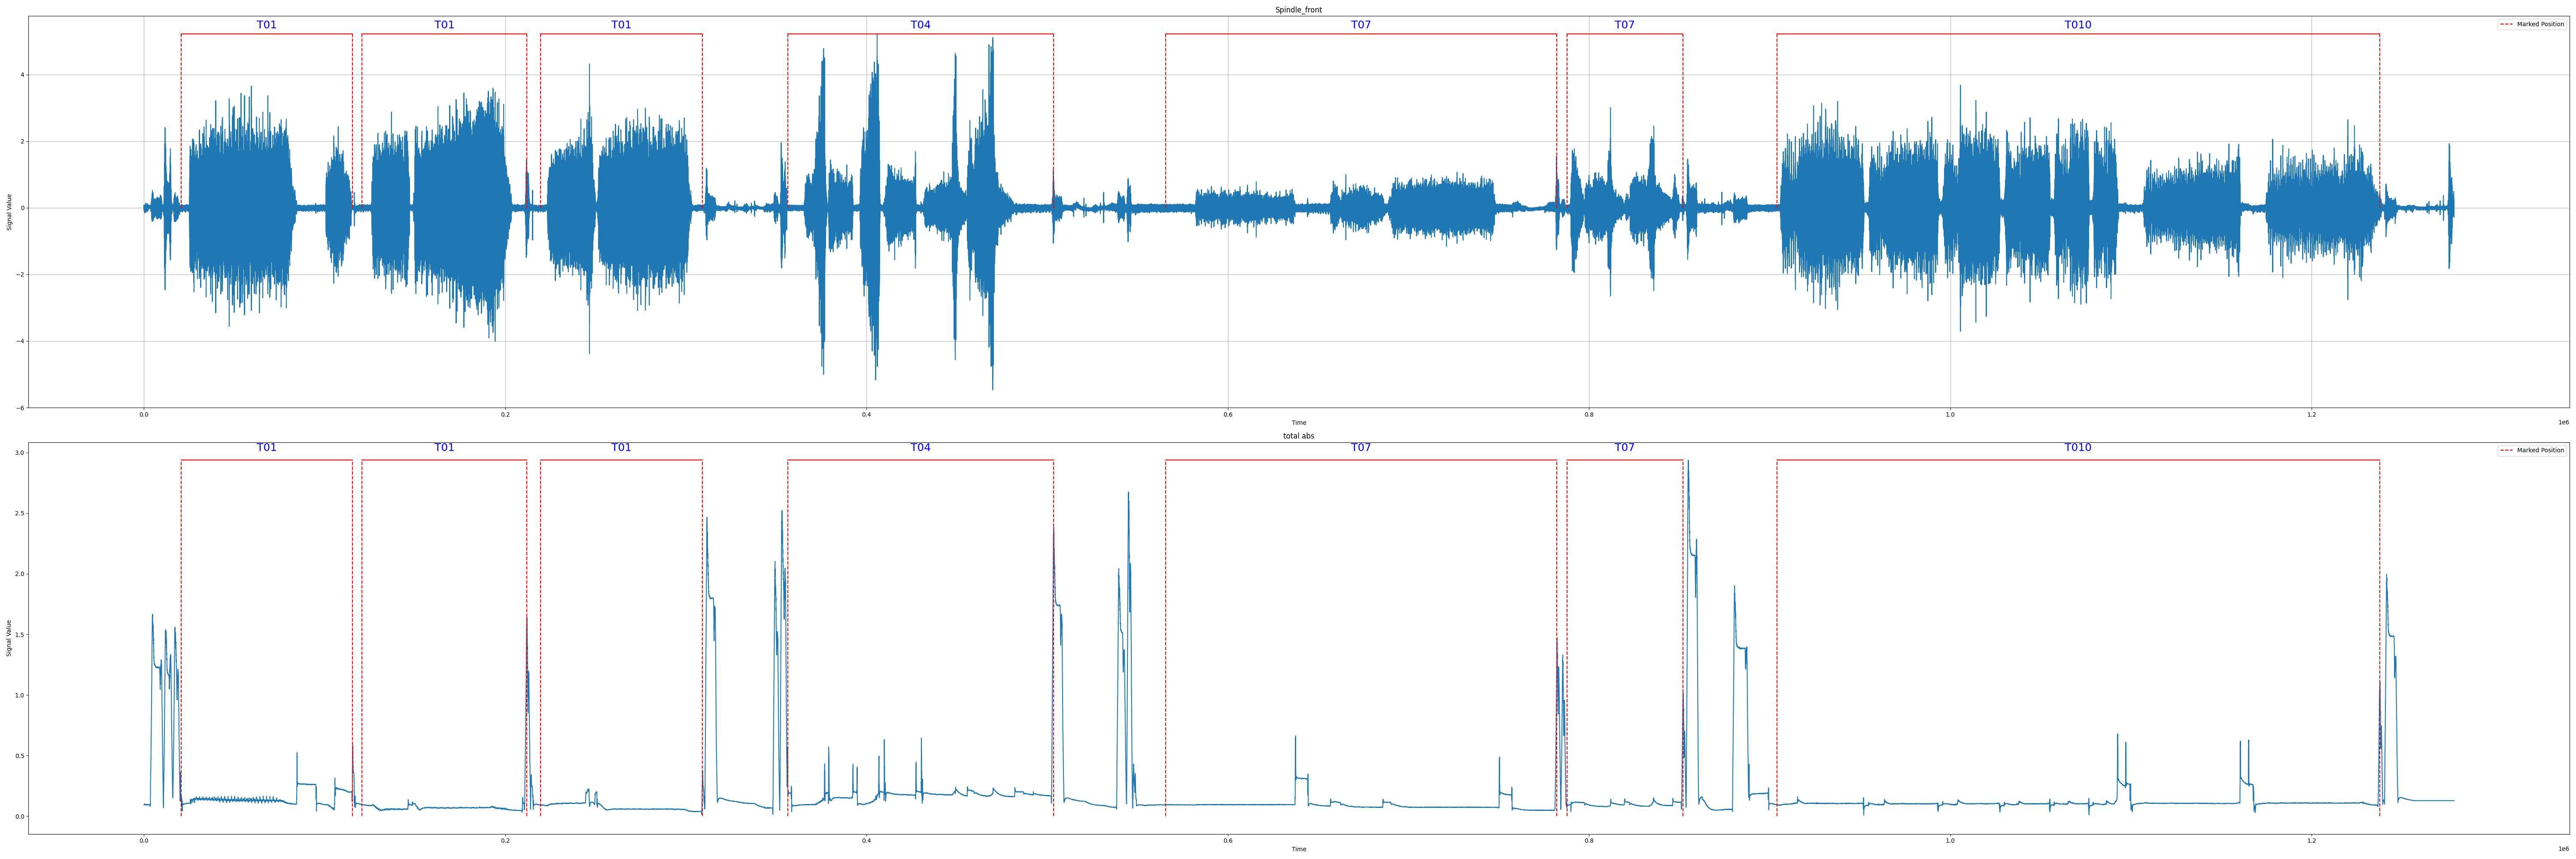 Spindle_front
T01 T01 T01 T04 T07 T07 T010
Marked Position
Signal Value
4
2
0
−2
−4
−6
0.0 0.2 0.4 0.6 0.8 1.0 1.2
Time
1e6
total abs
T01 T01 T01 T04 T07 T07 T010
Marked Position
Signal Value
3.0
2.5
2.0
1.5
1.0
0.5
0.0
0.0 0.2 0.4 0.6 0.8 1.0 1.2
Time
1e6